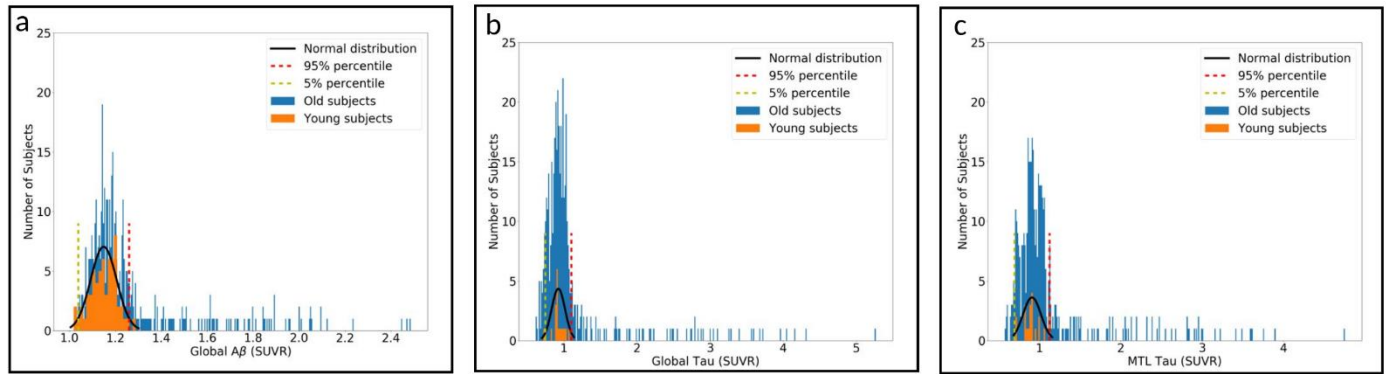 a
25
20
15
10
5
0
Number of Subjects
Normal distribution
95% percentile
5% percentile
Old subjects
Young subjects
1.0 1.2 1.4 1.6 1.8 2.0 2.2 2.4
Global Aβ (SUVR)
b
25
20
15
10
5
0
Number of Subjects
Normal distribution
95% percentile
5% percentile
Old subjects
Young subjects
1 2 3 4 5
Global Tau (SUVR)
c
25
20
15
10
5
0
Number of Subjects
Normal distribution
95% percentile
5% percentile
Old subjects
Young subjects
1 2 3 4
MTL Tau (SUVR)